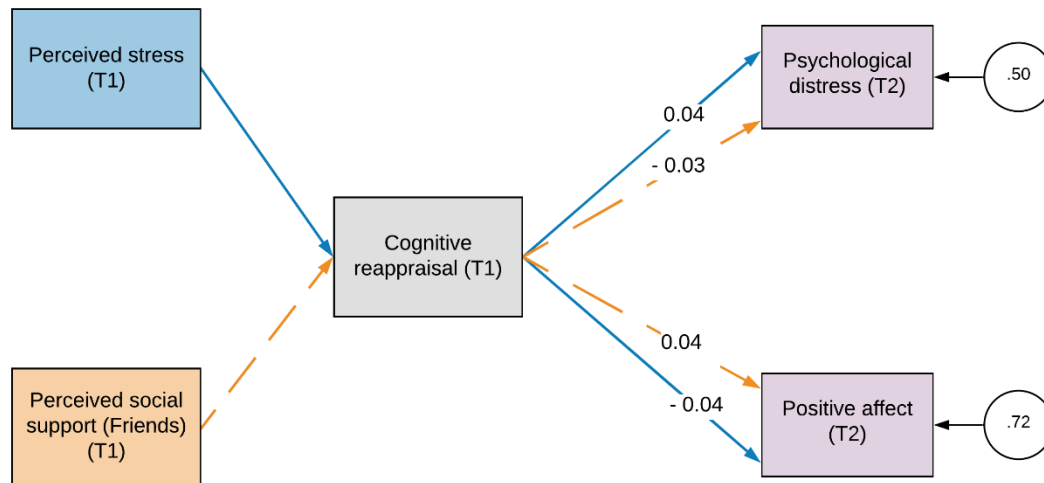 Perceived stress
(T1)
Psychological
distress (T2)
.50
0.04
- 0.03
Cognitive
reappraisal (T1)
0.04
- 0.04
Perceived social
support (Friends)
(T1)
Positive affect
(T2)
.72